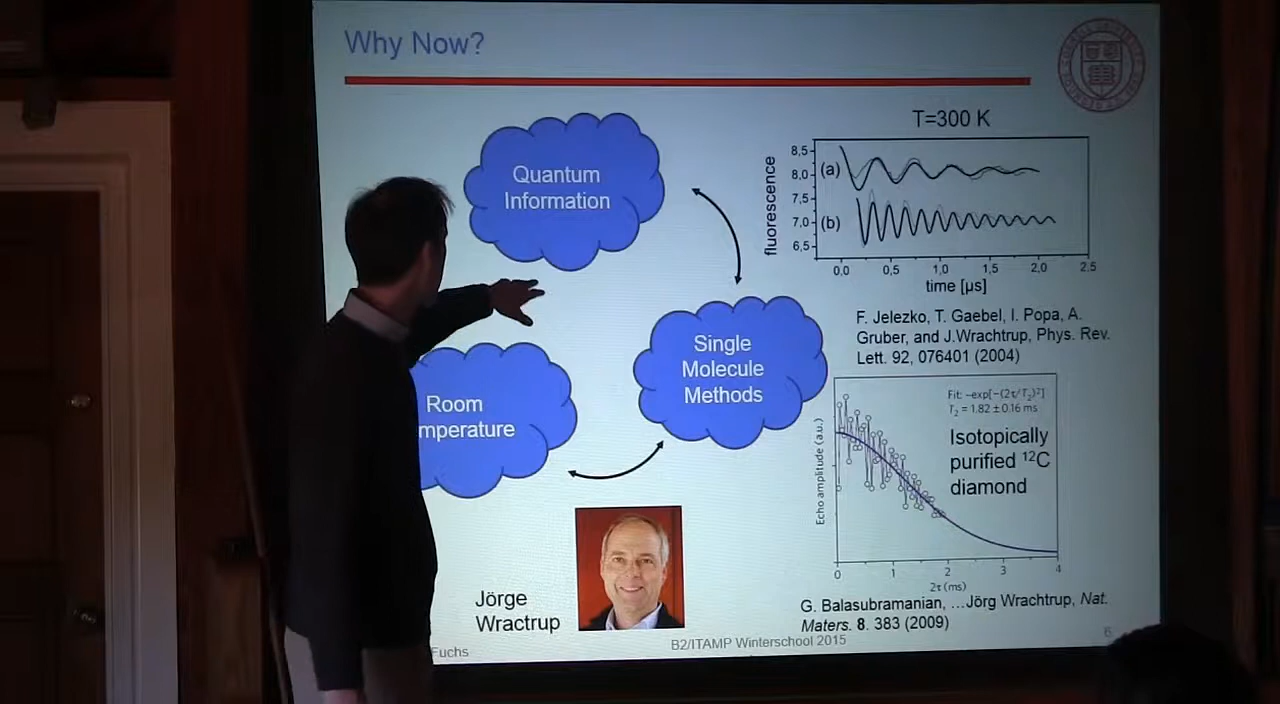 Why Now?
Quantum
Information
Single
Molecule
Methods
Room
mperature
Jörge
Wractrup
T=300 K
fluorescence
8,5
8,0
7,0
6,5
(a)
(b)
0,0 0,5 1,0 1,5 2,0 2,5
time [µs]
F. Jelezko, T. Gaebel, I. Popa, A.
Gruber, and J.Wrachtrup, Phys. Rev.
Lett. 92, 076401 (2004)
Echo amplitude (a.u.)
Fit: ~exp[-(2τ/T2)²]
T2 = 1.82 ± 0.16 ms
Isotopically
purified ¹²C
diamond
0 1 2 3 4
2τ (ms)
G. Balasubramanian, …Jörg Wrachtrup, Nat.
Maters. 8. 383 (2009)
Fuchs
B2/ITAMP Winterschool 2015
6